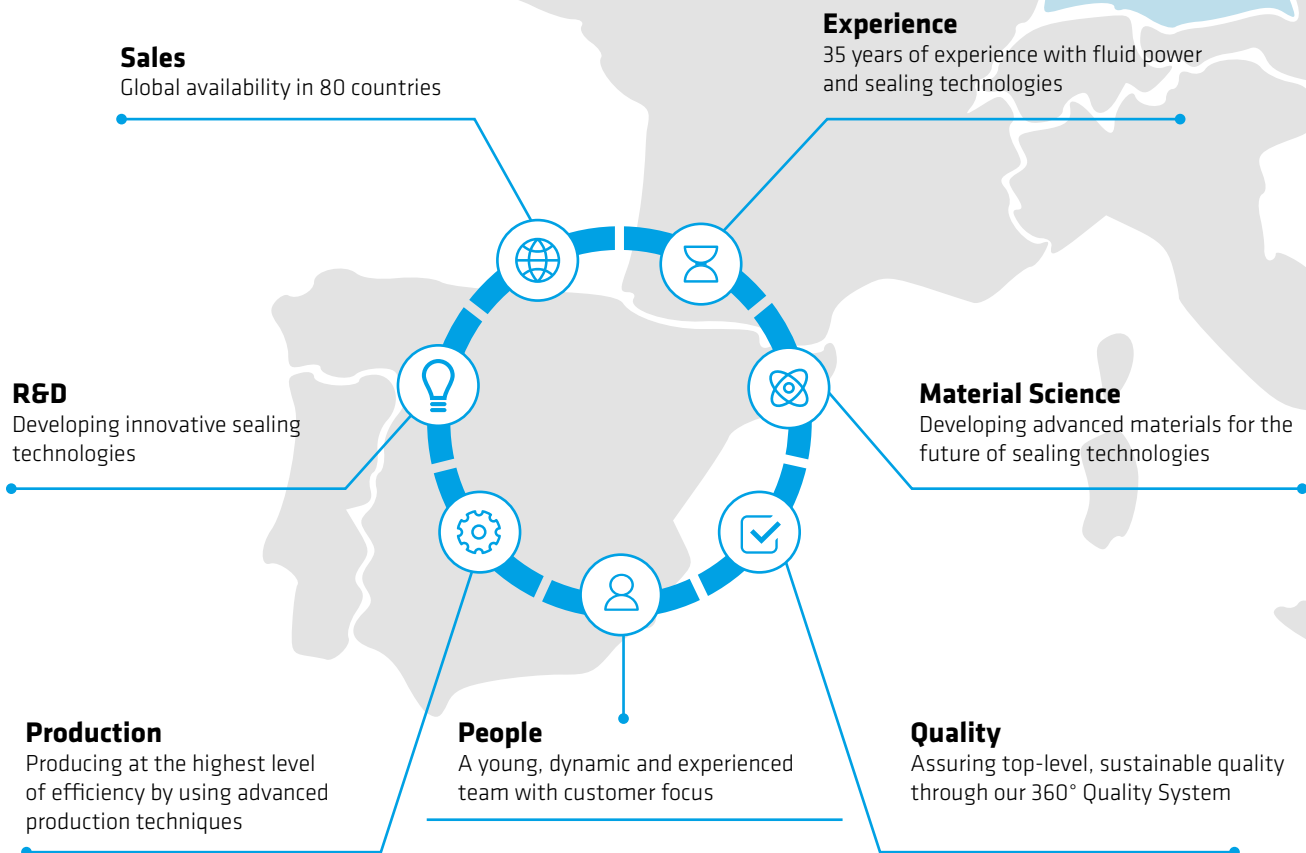 Sales
Global availability in 80 countries
Experience
35 years of experience with fluid power
and sealing technologies
R&D
Developing innovative sealing
technologies
Material Science
Developing advanced materials for the
future of sealing technologies
Production
Producing at the highest level
of efficiency by using advanced
production techniques
People
A young, dynamic and experienced
team with customer focus
Quality
Assuring top-level, sustainable quality
through our 360° Quality System